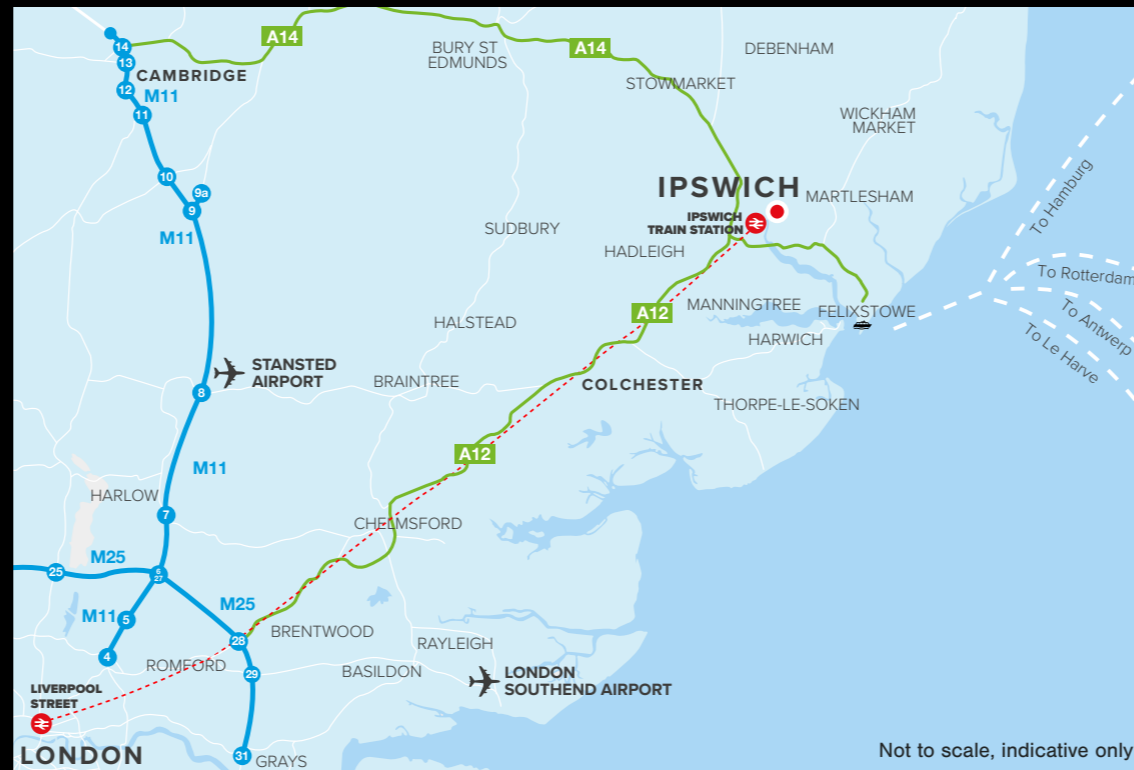 A14
14
13
CAMBRIDGE
12
M11
11
10
9a
9
M11
BURY ST
EDMUNDS
A14
DEBENHAM
STOWMARKET
WICKHAM
MARKET
IPSWICH
MARTLESHAM
IPSWICH
TRAIN STATION
SUDBURY
HADLEIGH
To Hamburg
To Rotterdam
To Antwerp
To Le Harve
MANNINGTREE
FELIXSTOWE
A12
HALSTEAD
HARWICH
STANSTED
AIRPORT
BRAINTREE
COLCHESTER
8
THORPE-LE-SOKEN
A12
M11
HARLOW
7
CHELMSFORD
M25
25
6
27
M25
M11
5
28
BRENTWOOD
4
ROMFORD
29
RAYLEIGH
BASILDON
LONDON
SOUTHEND AIRPORT
LIVERPOOL
STREET
LONDON
31
GRAYS
Not to scale, indicative only